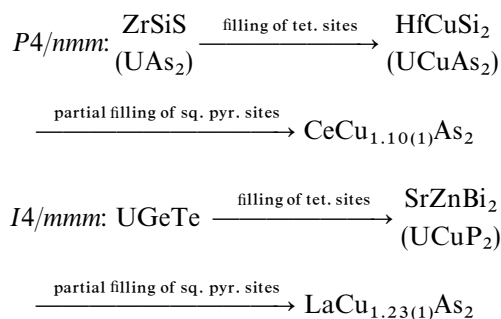 P4/nmm: ZrSiS (UAs₂) filling of tet. sites ⟶ HfCuSi₂ (UCuAs₂)
partial filling of sq. pyr. sites ⟶ CeCu₁.₁₀₍₁₎As₂
I4/mmm: UGeTe filling of tet. sites ⟶ SrZnBi₂ (UCuP₂)
partial filling of sq. pyr. sites ⟶ LaCu₁.₂₃₍₁₎As₂